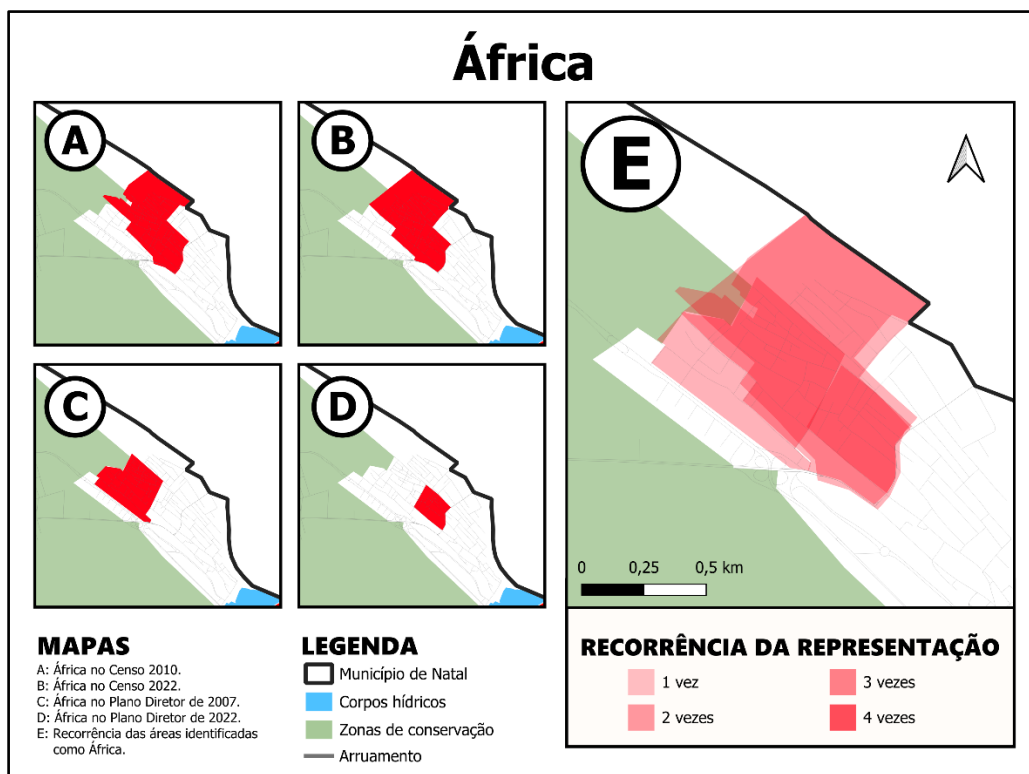 África
A
B
C
D
E
0 0,25 0,5 km
MAPAS
A: África no Censo 2010.
B: África no Censo 2022.
C: África no Plano Diretor de 2007.
D: África no Plano Diretor de 2022.
E: Recorrência das áreas identificadas
como África.
LEGENDA
Município de Natal
Corpos hídricos
Zonas de conservação
Arruamento
RECORRÊNCIA DA REPRESENTAÇÃO
1 vez
2 vezes
3 vezes
4 vezes